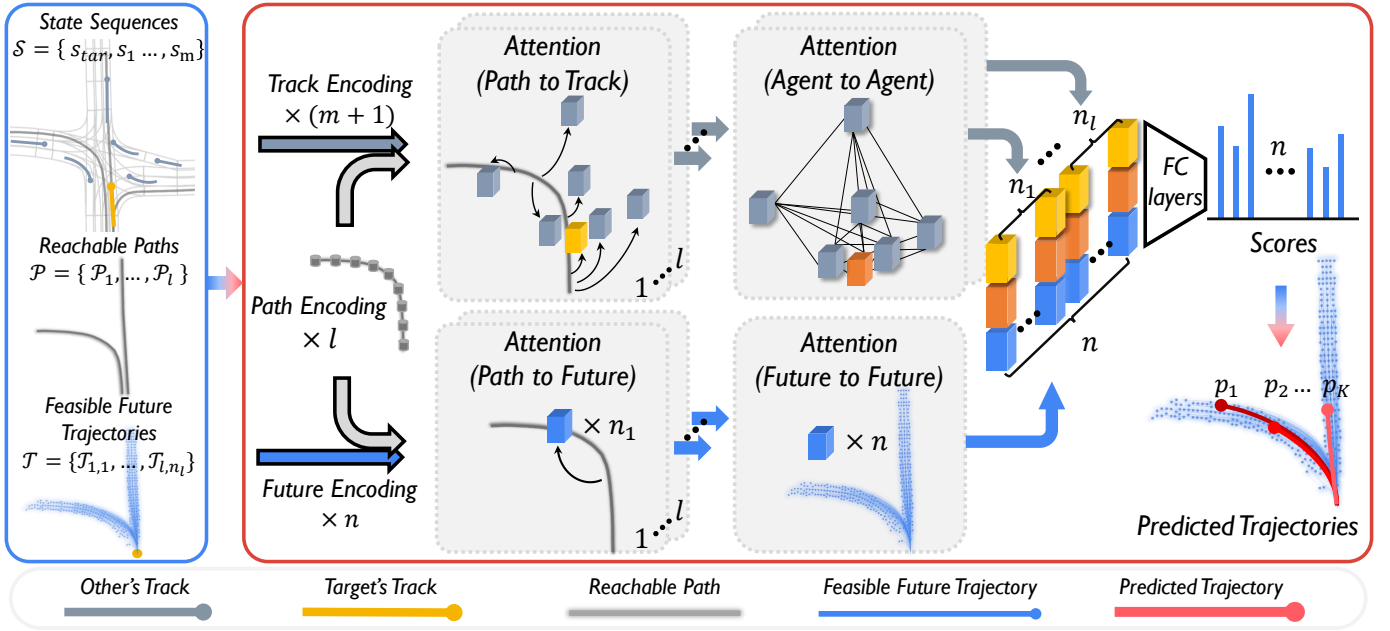 State Sequences
𝒮 = { s_tar, s_1 …, s_m}
Reachable Paths
𝒫 = { 𝒫_1, …, 𝒫_l }
Feasible Future
Trajectories
𝒯 = {𝒯_1,1, …, 𝒯_l,n_l}
Track Encoding
× (m + 1)
Path Encoding
× l
Future Encoding
× n
Attention
(Path to Track)
1 l
Attention
(Agent to Agent)
Attention
(Path to Future)
× n_1
1 l
Attention
(Future to Future)
× n
n_1
n_l
n
FC
layers
n
Scores
p_1 p_2 … p_K
Predicted Trajectories
Other's Track
Target's Track
Reachable Path
Feasible Future Trajectory
Predicted Trajectory